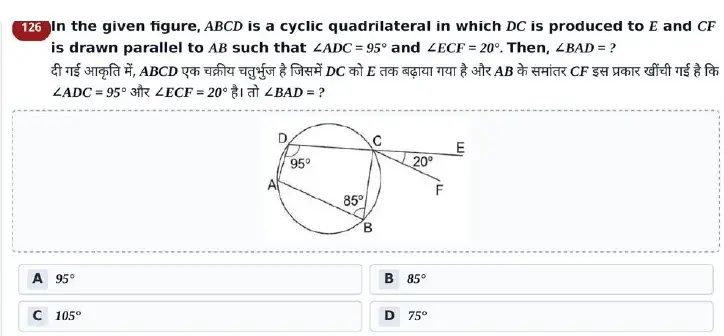 126 In the given figure, ABCD is a cyclic quadrilateral in which DC is produced to E and CF
is drawn parallel to AB such that ∠ADC = 95° and ∠ECF = 20°. Then, ∠BAD = ?
दी गई आकृति में, ABCD एक चक्रीय चतुर्भुज है जिसमें DC को E तक बढ़ाया गया है और AB के समांतर CF इस प्रकार खींची गई है कि
∠ADC = 95° और ∠ECF = 20° है। तो ∠BAD = ?
D C E
95° 20°
A F
85°
B
A 95° B 85°
C 105° D 75°